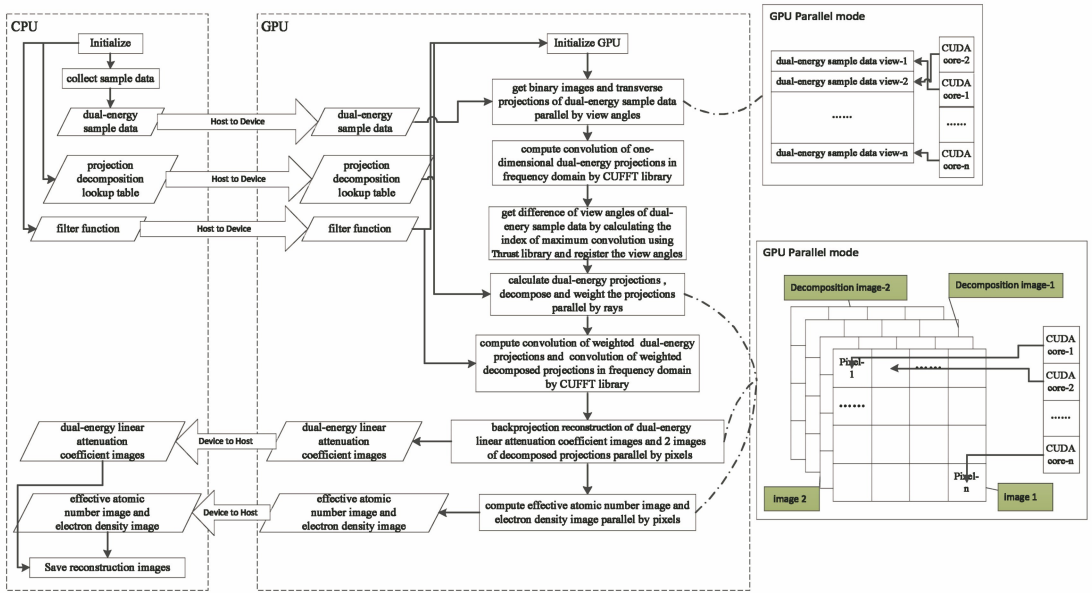 CPU
Initialize
collect sample data
dual-energy
sample data
projection
decomposition
lookup table
filter function
Host to Device
Host to Device
Host to Device
dual-energy linear
attenuation
coefficient images
effective atomic
number image and
electron density image
Save reconstruction images
Device to Host
Device to Host
GPU
Initialize GPU
dual-energy
sample data
projection
decomposition
lookup table
filter function
get binary images and transverse
projections of dual-energy sample data
parallel by view angles
compute convolution of one-
dimensional dual-energy projections in
frequency domain by CUFFT library
get difference of view angles of dual-
enery sample data by calculating the
index of maximum convolution using
Thrust library and register the view angles
calculate dual-energy projections ,
decompose and weight the projections
parallel by rays
compute convolution of weighted dual-energy
projections and convolution of weighted
decomposed projections in frequency domain
by CUFFT library
backprojection reconstruction of dual-energy
linear attenuation coefficient images and 2 images
of decomposed projections parallel by pixels
compute effective atomic number image and
electron density image parallel by pixels
dual-energy linear
attenuation
coefficient images
effective atomic
number image and
electron density image
GPU Parallel mode
dual-energy sample data view-1
dual-energy sample data view-2
......
dual-energy sample data view-n
CUDA
core-2
CUDA
core-1
......
CUDA
core-n
GPU Parallel mode
Decomposition image-2
Decomposition image-1
Pixel-
1
......
......
Pixel-
n
image 2
image 1
CUDA
core-1
CUDA
core-2
......
CUDA
core-n